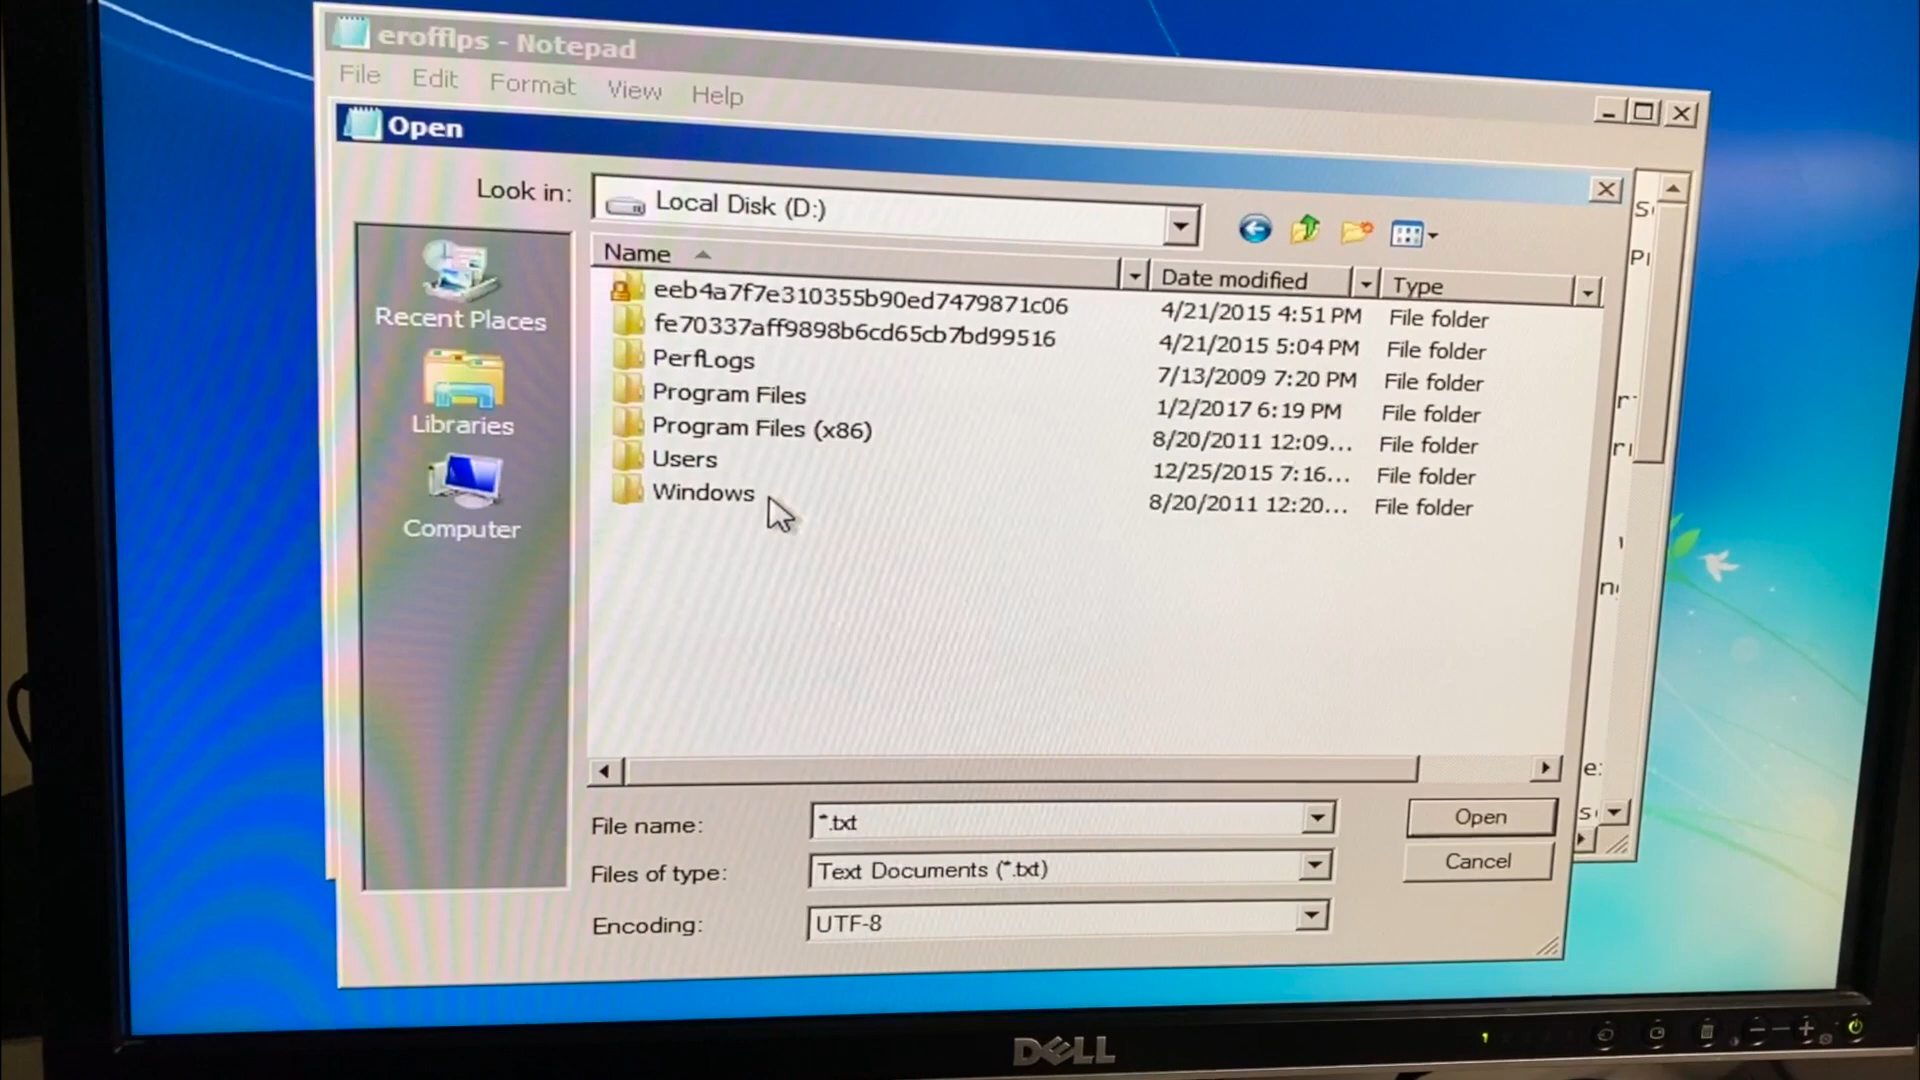 erofflps - Notepad
File Edit Format View Help
Open
Look in: Local Disk (D:)
Name Date modified Type
eeb4a7f7e310355b90ed7479871c06 4/21/2015 4:51 PM File folder
fe70337aff9898b6cd65cb7bd99516 4/21/2015 5:04 PM File folder
PerfLogs 7/13/2009 7:20 PM File folder
Program Files 1/2/2017 6:19 PM File folder
Program Files (x86) 8/20/2011 12:09... File folder
Users 12/25/2015 7:16... File folder
Windows 8/20/2011 12:20... File folder
Recent Places
Libraries
Computer
File name: *.txt Open
Files of type: Text Documents (*.txt) Cancel
Encoding: UTF-8
DELL